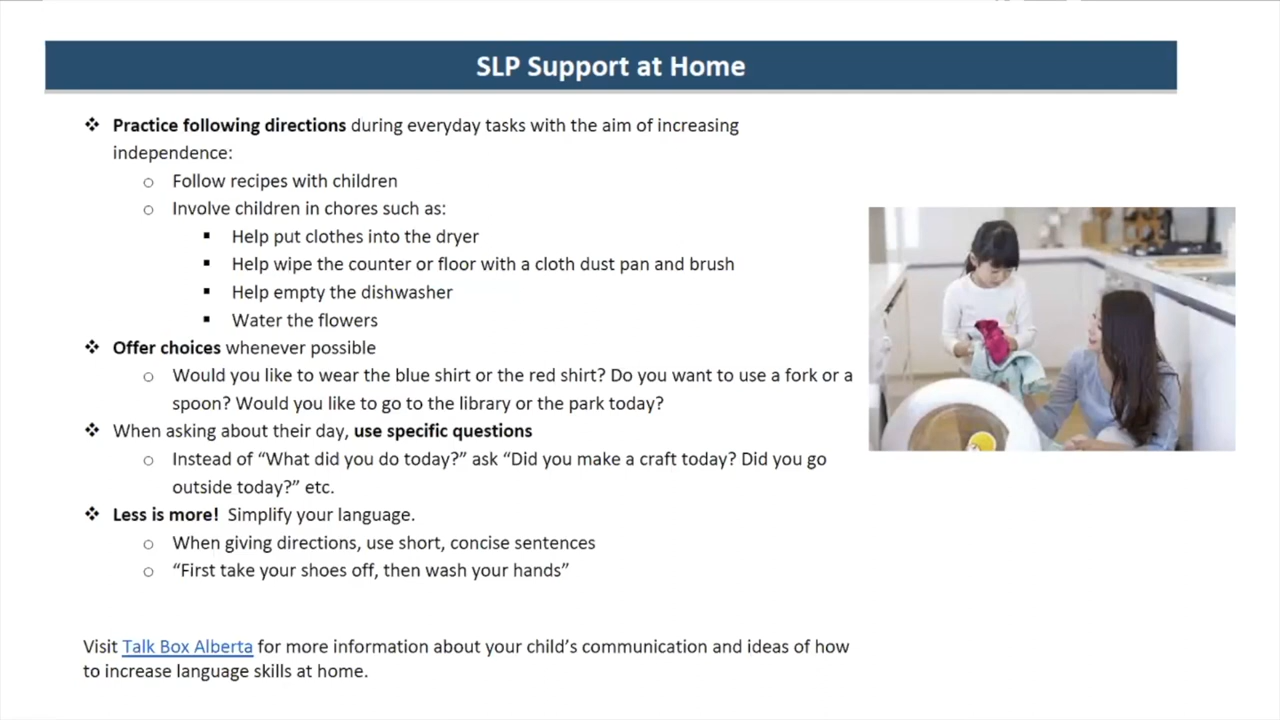 SLP Support at Home
❖ Practice following directions during everyday tasks with the aim of increasing
independence:
o Follow recipes with children
o Involve children in chores such as:
▪ Help put clothes into the dryer
▪ Help wipe the counter or floor with a cloth dust pan and brush
▪ Help empty the dishwasher
▪ Water the flowers
❖ Offer choices whenever possible
o Would you like to wear the blue shirt or the red shirt? Do you want to use a fork or a
spoon? Would you like to go to the library or the park today?
❖ When asking about their day, use specific questions
o Instead of “What did you do today?” ask “Did you make a craft today? Did you go
outside today?” etc.
❖ Less is more! Simplify your language.
o When giving directions, use short, concise sentences
o “First take your shoes off, then wash your hands”
Visit Talk Box Alberta for more information about your child’s communication and ideas of how
to increase language skills at home.